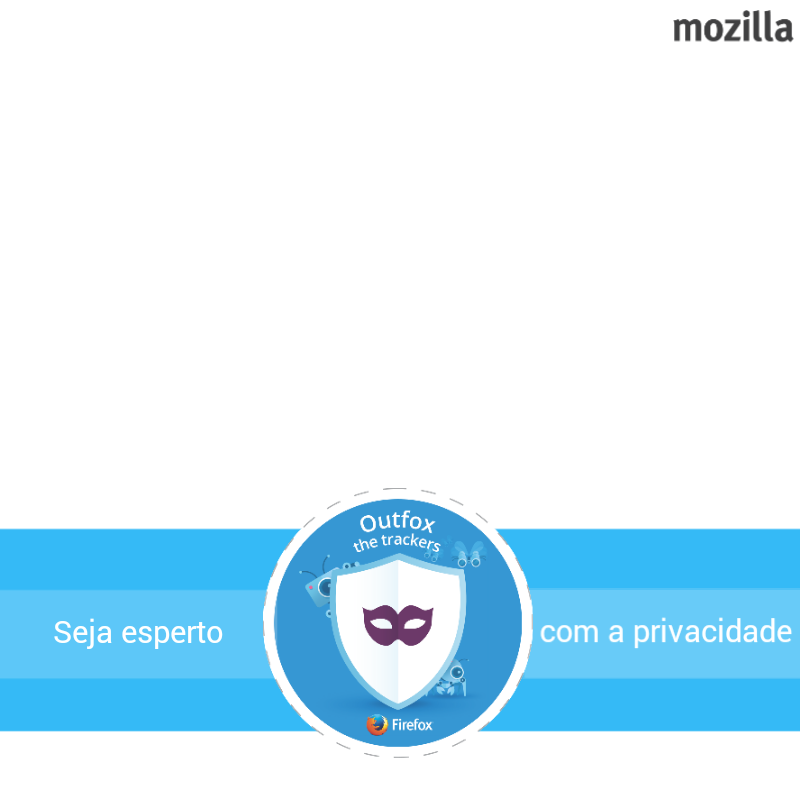 mozilla
Outfox
the trackers
Seja esperto
com a privacidade
Firefox